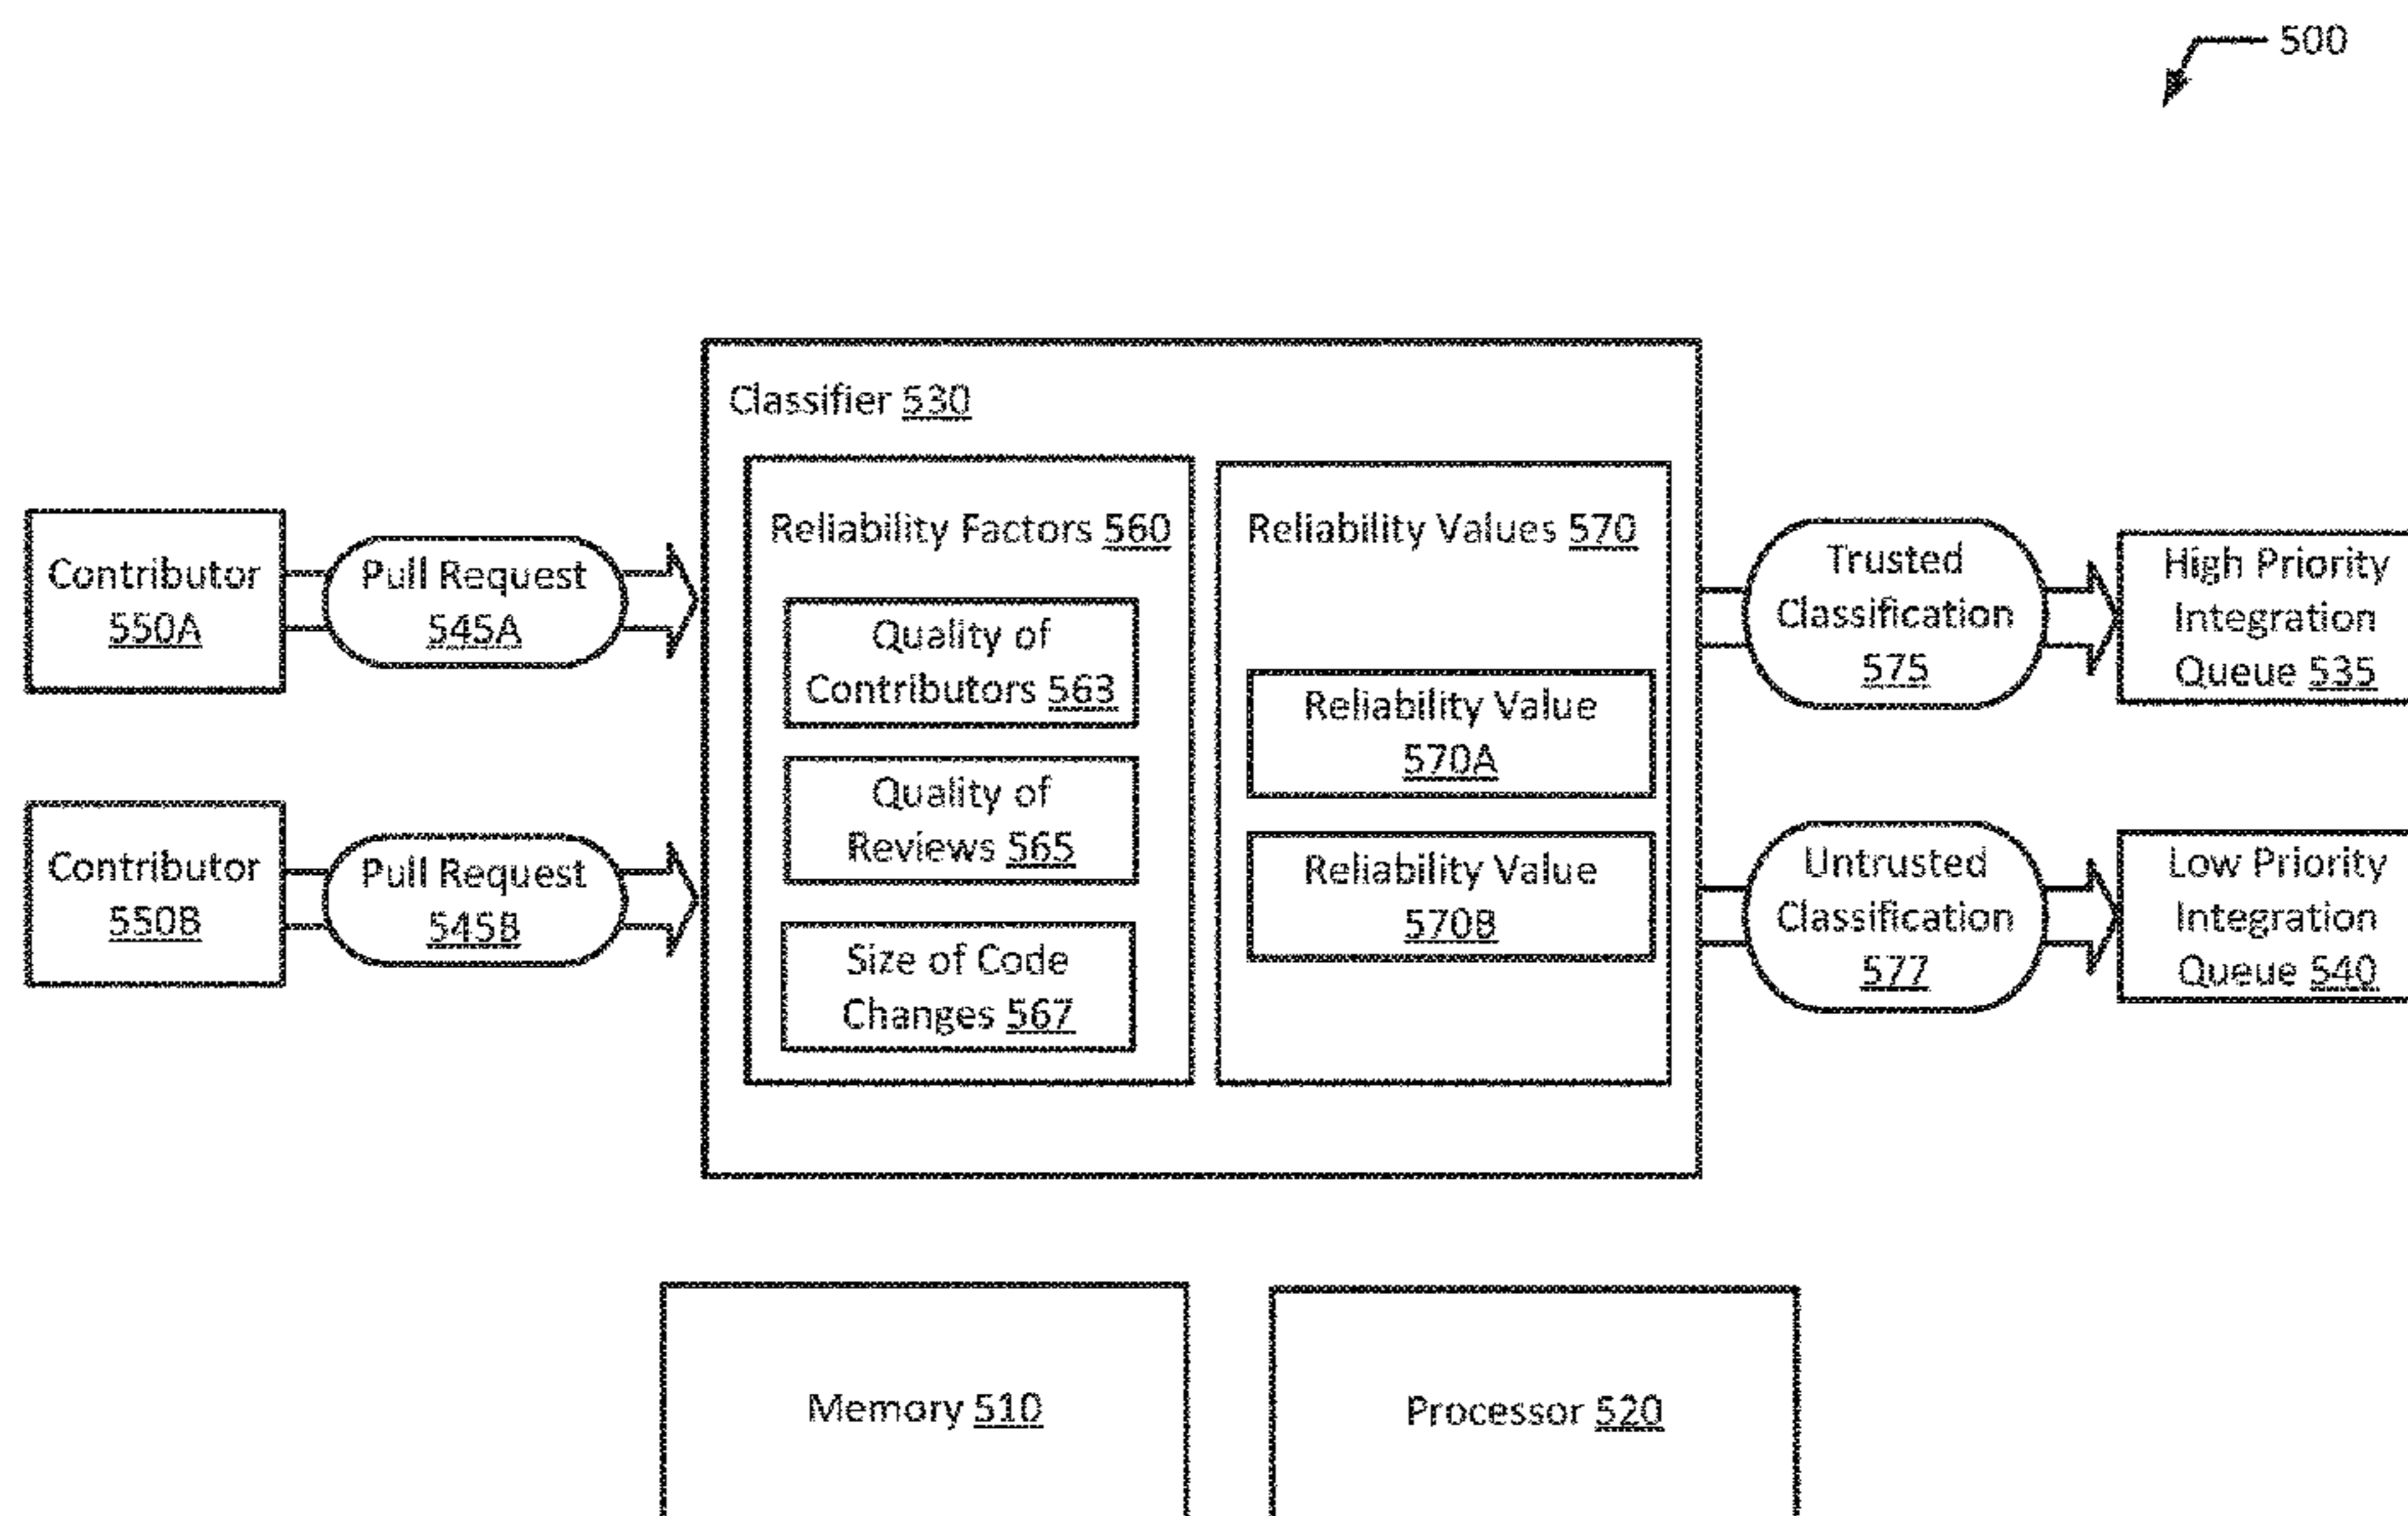 500
Classifier 530
Reliability Factors 560
Reliability Values 570
Contributor
550A
Pull Request
545A
Quality of
Contributors 563
Reliability Value
570A
Trusted
Classification
575
High Priority
Integration
Queue 535
Contributor
550B
Pull Request
545B
Quality of
Reviews 565
Reliability Value
570B
Untrusted
Classification
577
Low Priority
Integration
Queue 540
Size of Code
Changes 567
Memory 510
Processor 520